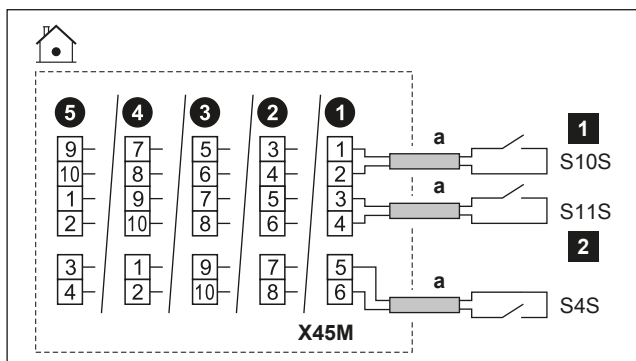 5 4 3 2 1 a 1
9 7 5 3 1 S10S
10 8 6 4 2 a
1 9 7 5 3 S11S
2 10 8 6 4 2
3 1 9 7 5 a
4 2 10 8 6 S4S
X45M